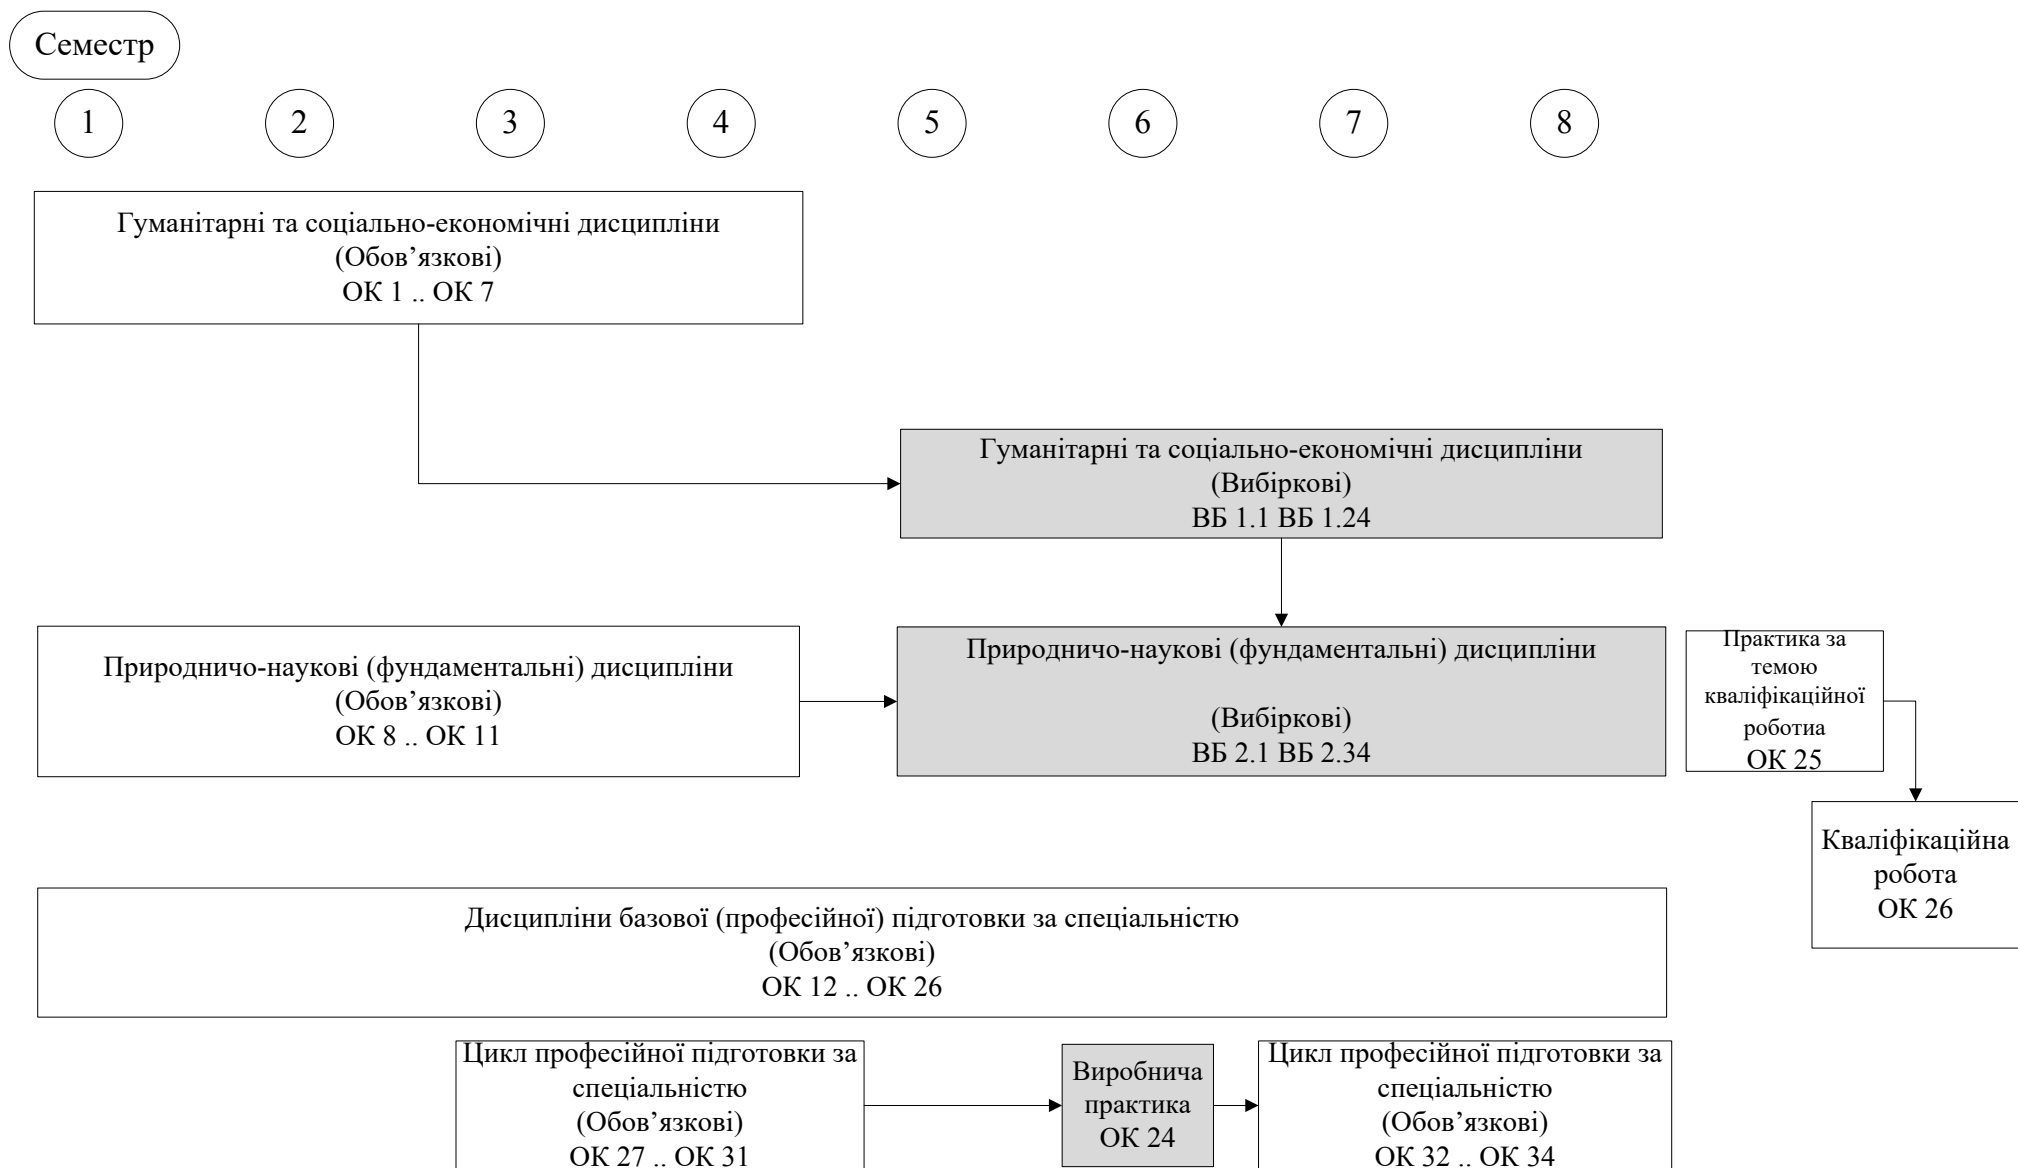 Семестр
1 2 3 4 5 6 7 8
Гуманітарні та соціально-економічні дисципліни
(Обов’язкові)
ОК 1 .. ОК 7
Гуманітарні та соціально-економічні дисципліни
(Вибіркові)
ВБ 1.1 ВБ 1.24
Природничо-наукові (фундаментальні) дисципліни
(Обов’язкові)
ОК 8 .. ОК 11
Природничо-наукові (фундаментальні) дисципліни
(Вибіркові)
ВБ 2.1 ВБ 2.34
Практика за
темою
кваліфікаційної
роботиа
ОК 25
Кваліфікаційна
робота
ОК 26
Дисципліни базової (професійної) підготовки за спеціальністю
(Обов’язкові)
ОК 12 .. ОК 26
Цикл професійної підготовки за
спеціальністю
(Обов’язкові)
ОК 27 .. ОК 31
Виробнича
практика
ОК 24
Цикл професійної підготовки за
спеціальністю
(Обов’язкові)
ОК 32 .. ОК 34